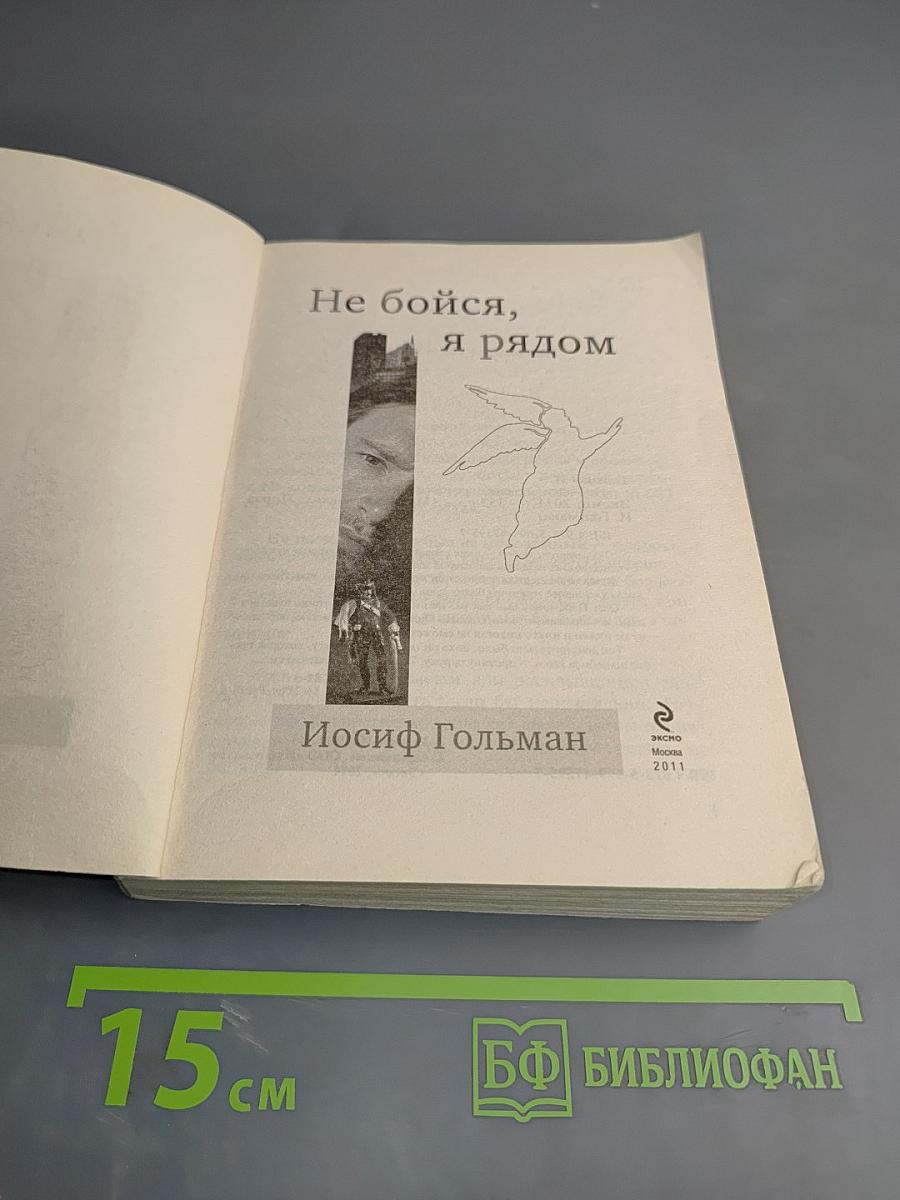 Не бойся,
я рядом
Иосиф Гольман
ЭКСМО
Москва
2011
15 см
БФ БИБЛИОФАН